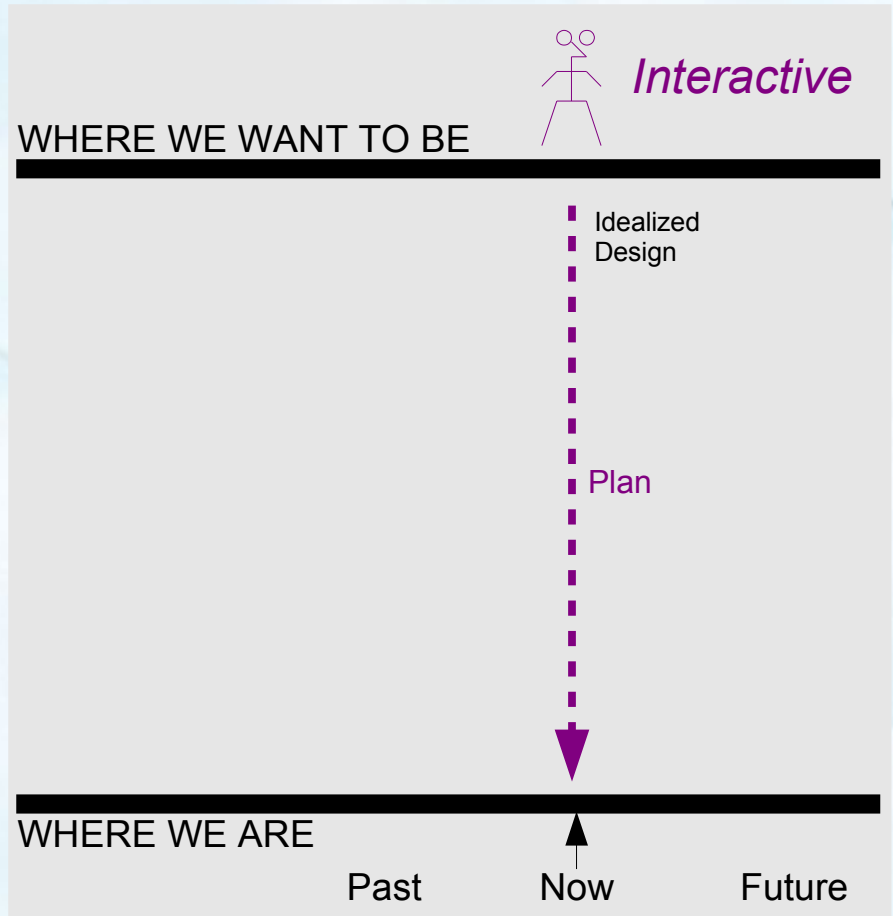 Interactive
WHERE WE WANT TO BE
Idealized
Design
Plan
WHERE WE ARE
Past Now Future